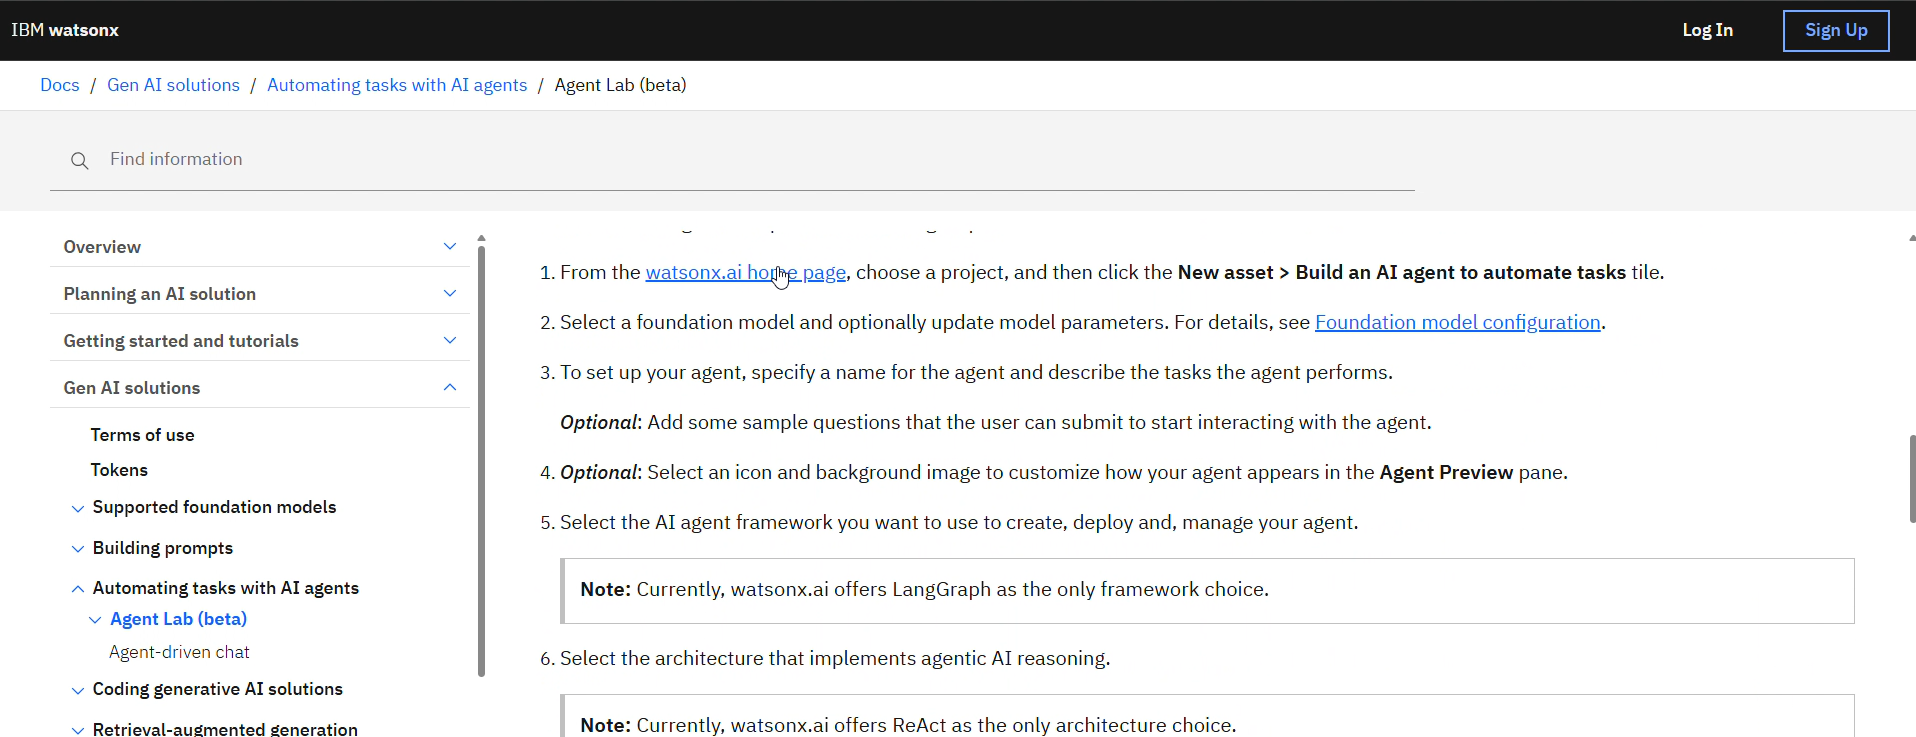 IBM watsonx
Log In
Sign Up
Docs / Gen AI solutions / Automating tasks with AI agents / Agent Lab (beta)
Find information
Overview
Planning an AI solution
Getting started and tutorials
Gen AI solutions
Terms of use
Tokens
Supported foundation models
Building prompts
Automating tasks with AI agents
Agent Lab (beta)
Agent-driven chat
Coding generative AI solutions
Retrieval-augmented generation
1. From the watsonx.ai home page, choose a project, and then click the New asset > Build an AI agent to automate tasks tile.
2. Select a foundation model and optionally update model parameters. For details, see Foundation model configuration.
3. To set up your agent, specify a name for the agent and describe the tasks the agent performs.
Optional: Add some sample questions that the user can submit to start interacting with the agent.
4. Optional: Select an icon and background image to customize how your agent appears in the Agent Preview pane.
5. Select the AI agent framework you want to use to create, deploy and, manage your agent.
Note: Currently, watsonx.ai offers LangGraph as the only framework choice.
6. Select the architecture that implements agentic AI reasoning.
Note: Currently, watsonx.ai offers ReAct as the only architecture choice.